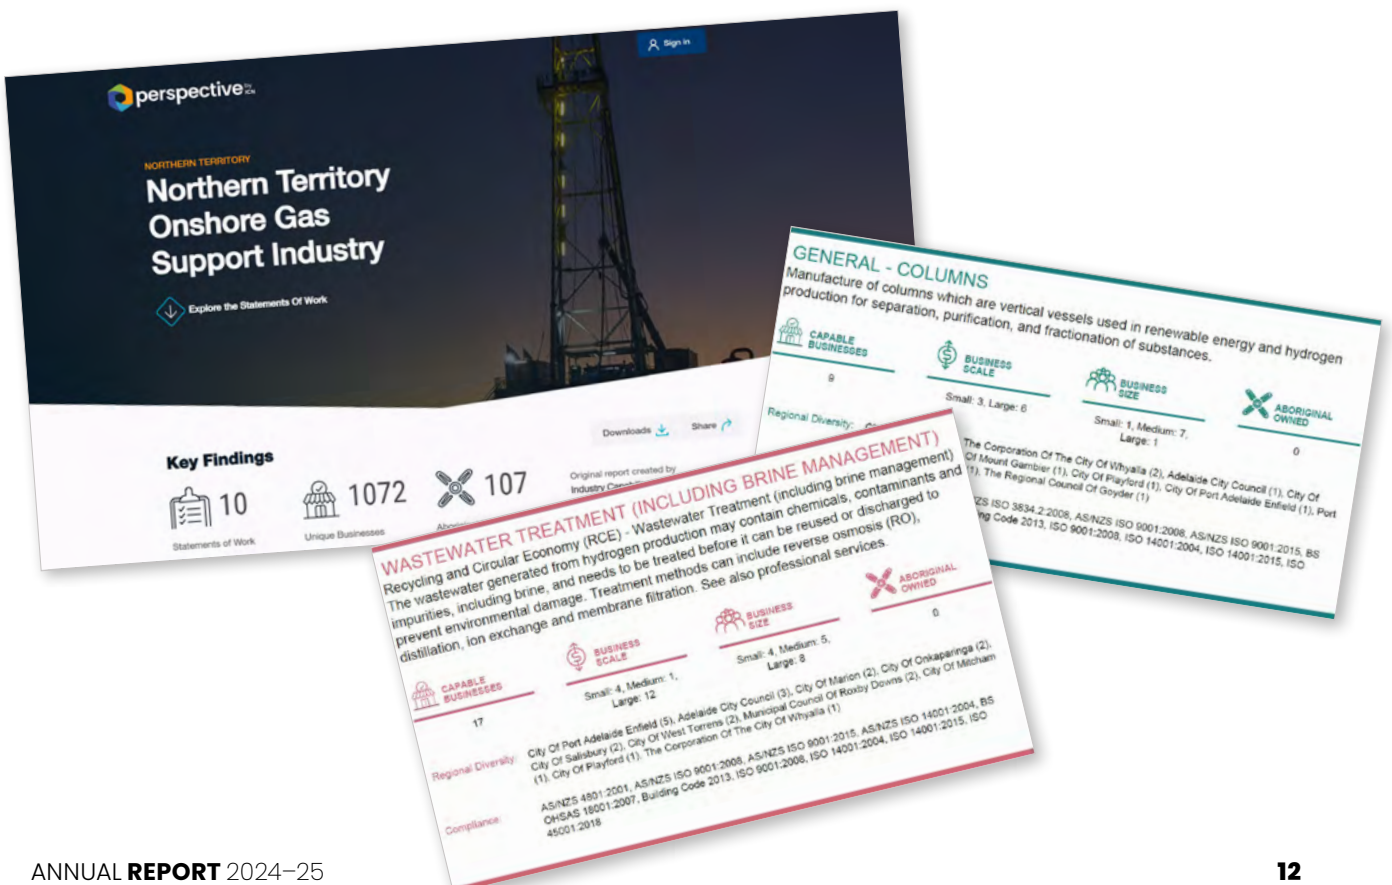 perspective by ICN
Sign in
NORTHERN TERRITORY
Northern Territory
Onshore Gas
Support Industry
Explore the Statements Of Work
Downloads
Share
Key Findings
10
Statements of Work
1072
Unique Businesses
107
Original report created by
GENERAL - COLUMNS
Manufacture of columns which are vertical vessels used in renewable energy and hydrogen
production for separation, purification, and fractionation of substances.
CAPABLE
BUSINESSES
9
BUSINESS
SCALE
Small: 3, Large: 6
BUSINESS
SIZE
Small: 1, Medium: 7,
Large: 1
ABORIGINAL
OWNED
0
Regional Diversity:
The Corporation Of The City Of Whyalla (2), Adelaide City Council (1), City Of
Of Mount Gambier (1), City Of Playford (1), City Of Port Adelaide Enfield (1), Port
(1), The Regional Council Of Goyder (1)
ZS ISO 3834.2:2008, AS/NZS ISO 9001:2008, AS/NZS ISO 9001:2015, BS
Code 2013, ISO 9001:2008, ISO 14001:2004, ISO 14001:2015, ISO
WASTEWATER TREATMENT (INCLUDING BRINE MANAGEMENT)
Recycling and Circular Economy (RCE) - Wastewater Treatment (including brine management)
The wastewater generated from hydrogen production may contain chemicals, contaminants and
impurities, including brine, and needs to be treated before it can be reused or discharged to
prevent environmental damage. Treatment methods can include reverse osmosis (RO),
distillation, ion exchange and membrane filtration. See also professional services.
CAPABLE
BUSINESSES
17
BUSINESS
SCALE
Small: 4, Medium: 1,
Large: 12
BUSINESS
SIZE
Small: 4, Medium: 5,
Large: 8
ABORIGINAL
OWNED
0
Regional Diversity:
City Of Port Adelaide Enfield (5), Adelaide City Council (3), City Of Marion (2), City Of Onkaparinga (2),
City Of Salisbury (2), City Of West Torrens (2), Municipal Council Of Roxby Downs (2), City Of Mitcham
(1), City Of Playford (1), The Corporation Of The City Of Whyalla (1)
Compliance:
AS/NZS 4801:2001, AS/NZS ISO 9001:2008, AS/NZS ISO 9001:2015, AS/NZS ISO 14001:2004, BS
OHSAS 18001:2007, Building Code 2013, ISO 9001:2008, ISO 14001:2004, ISO 14001:2015, ISO
45001:2018
ANNUAL REPORT 2024–25
12